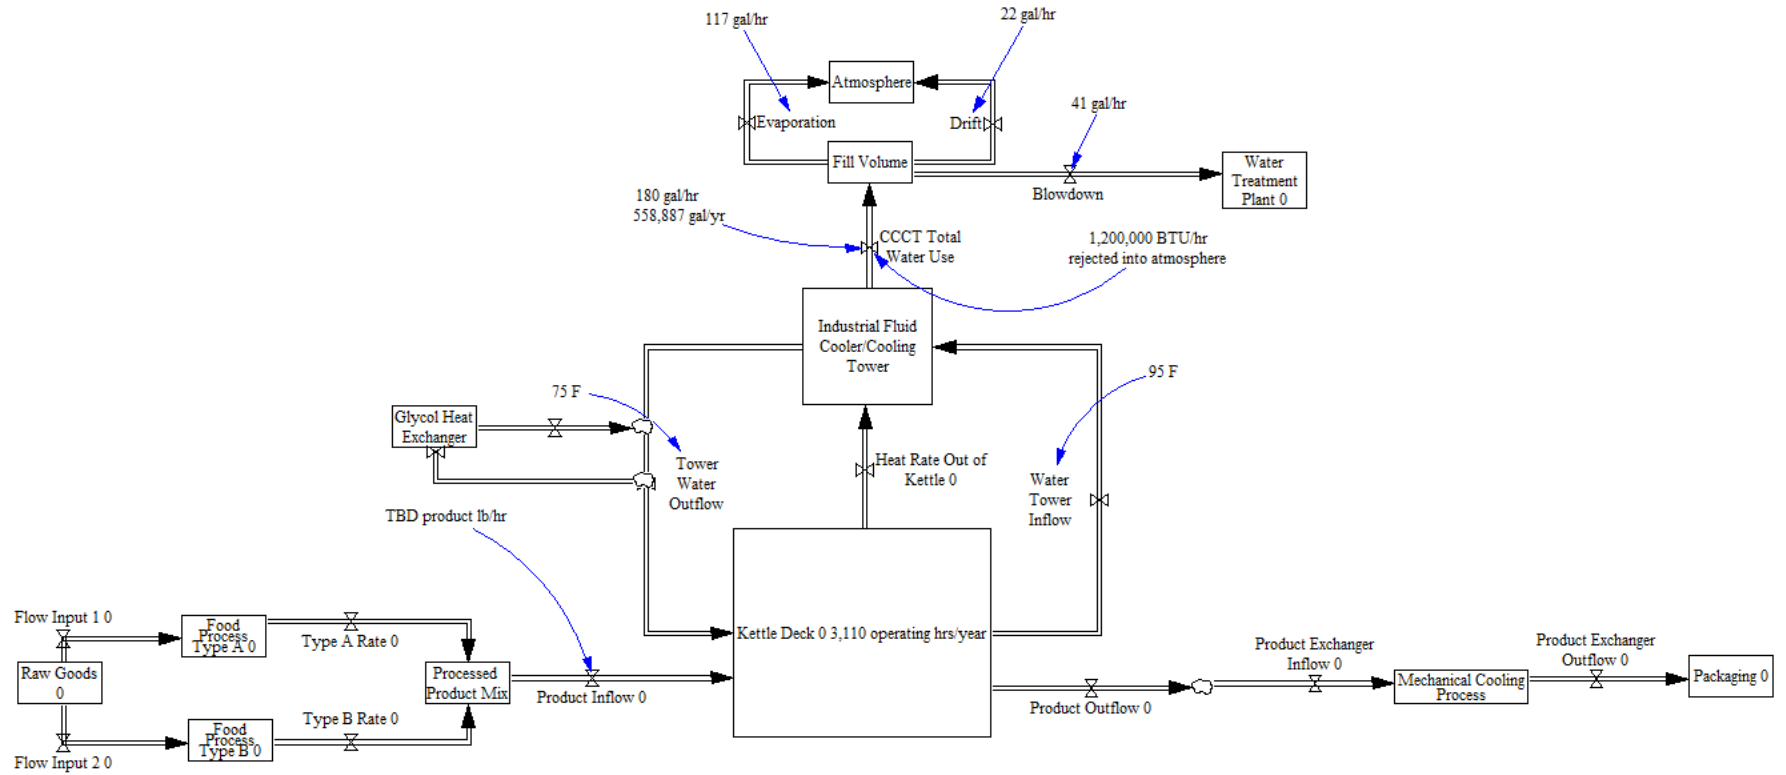 117 gal/hr
22 gal/hr
Atmosphere
41 gal/hr
Evaporation
Drift
Fill Volume
Water
Treatment
Plant 0
Blowdown
180 gal/hr
558,887 gal/yr
CCCT Total
Water Use
1,200,000 BTU/hr
rejected into atmosphere
Industrial Fluid
Cooler/Cooling
Tower
75 F
95 F
Glycol Heat
Exchanger
Tower
Water
Outflow
Heat Rate Out of
Kettle 0
Water
Tower
Inflow
TBD product lb/hr
Flow Input 1 0
Food
Process
Type A 0
Type A Rate 0
Kettle Deck 0 3,110 operating hrs/year
Raw Goods
0
Processed
Product Mix
Product Inflow 0
Product Exchanger
Inflow 0
Product Exchanger
Outflow 0
Mechanical Cooling
Process
Packaging 0
Product Outflow 0
Type B Rate 0
Food
Process
Type B 0
Flow Input 2 0